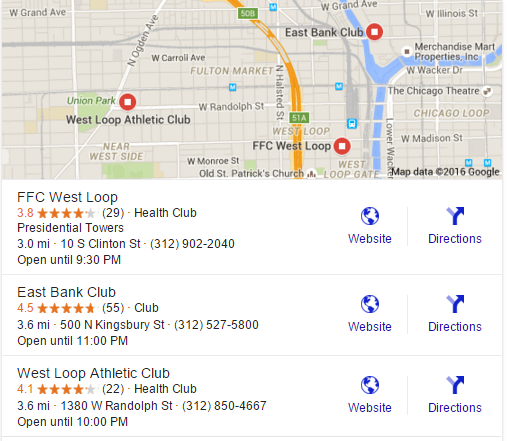 W Grand Ave
50B
W Grand Ave
W Illinois St
East Bank Club
N Ogden Ave
Merchandise Mart
Properties, Inc
W Carroll Ave
W Wacker Dr
FULTON MARKET
N Halsted St
The Chicago Theatre
Union Park
W Randolph St
51A
CHICAGO LOOP
West Loop Athletic Club
WEST LOOP
Lower Wacker
W Madison St
NEAR
WEST SIDE
FFC West Loop
W Monroe St
WEST
LOOP GATE
Old St. Patrick's Church
Map data ©2016 Google
FFC West Loop
3.8 (29) · Health Club
Presidential Towers
3.0 mi · 10 S Clinton St · (312) 902-2040
Open until 9:30 PM
Website
Directions
East Bank Club
4.5 (55) · Club
3.6 mi · 500 N Kingsbury St · (312) 527-5800
Open until 11:00 PM
Website
Directions
West Loop Athletic Club
4.1 (22) · Health Club
3.6 mi · 1380 W Randolph St · (312) 850-4667
Open until 10:00 PM
Website
Directions